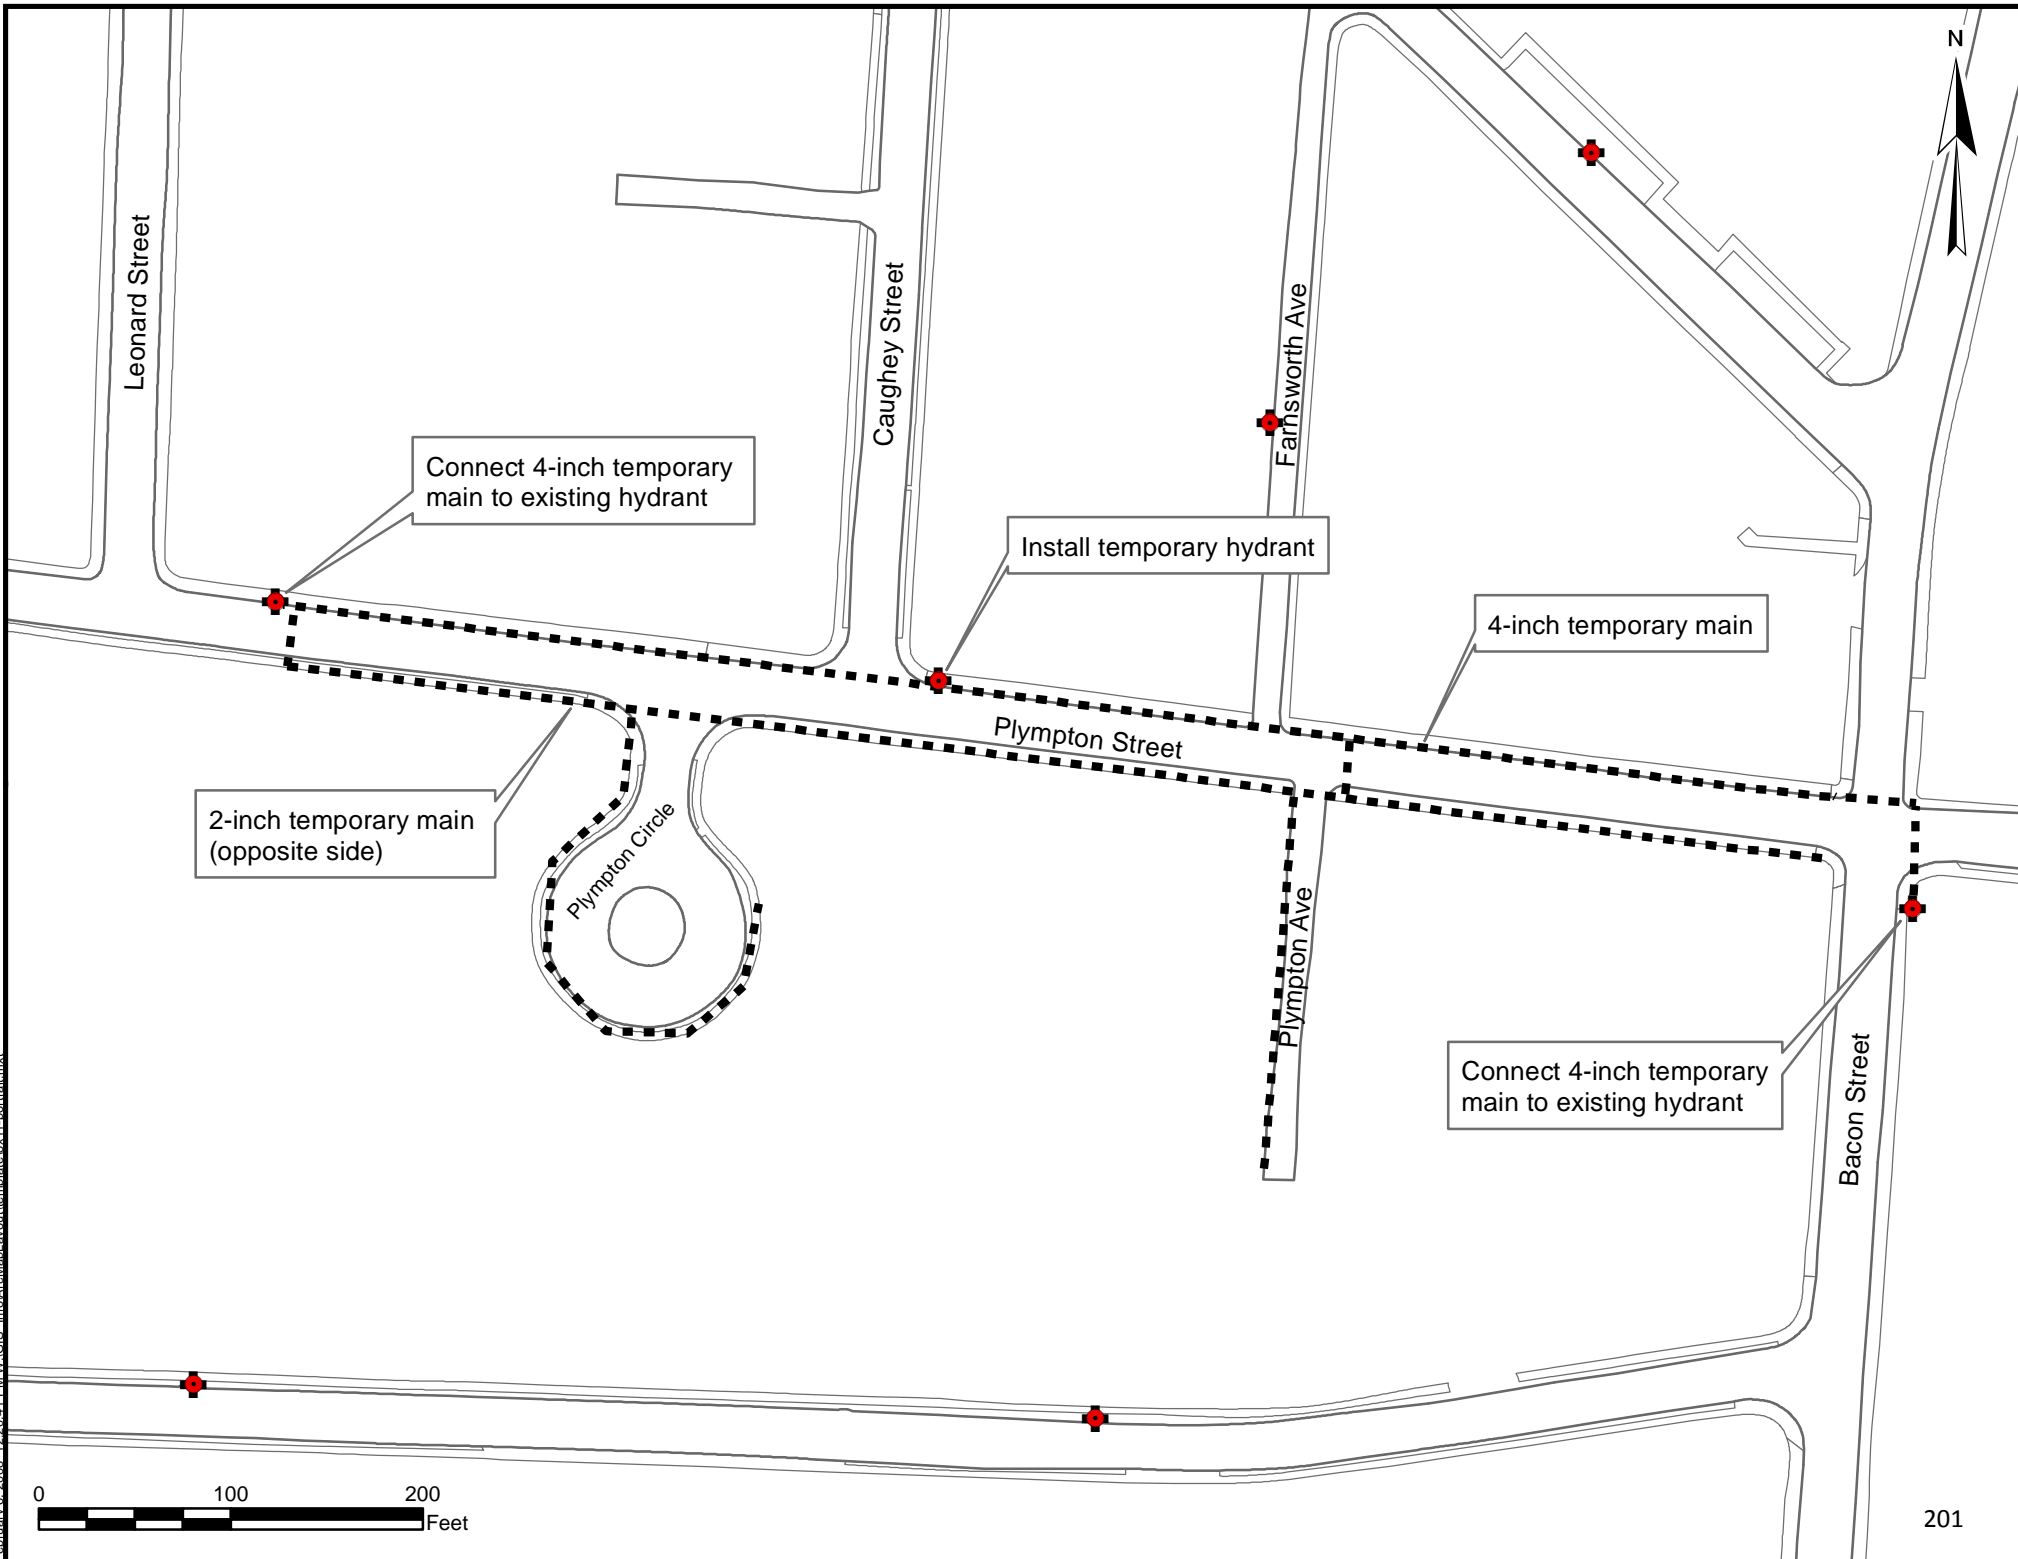 N
Leonard Street
Caughey Street
Farnsworth Ave
Connect 4-inch temporary
main to existing hydrant
Install temporary hydrant
4-inch temporary main
Plympton Street
2-inch temporary main
(opposite side)
Plympton Circle
Plympton Ave
Connect 4-inch temporary
main to existing hydrant
Bacon Street
0 100 200
Feet
201